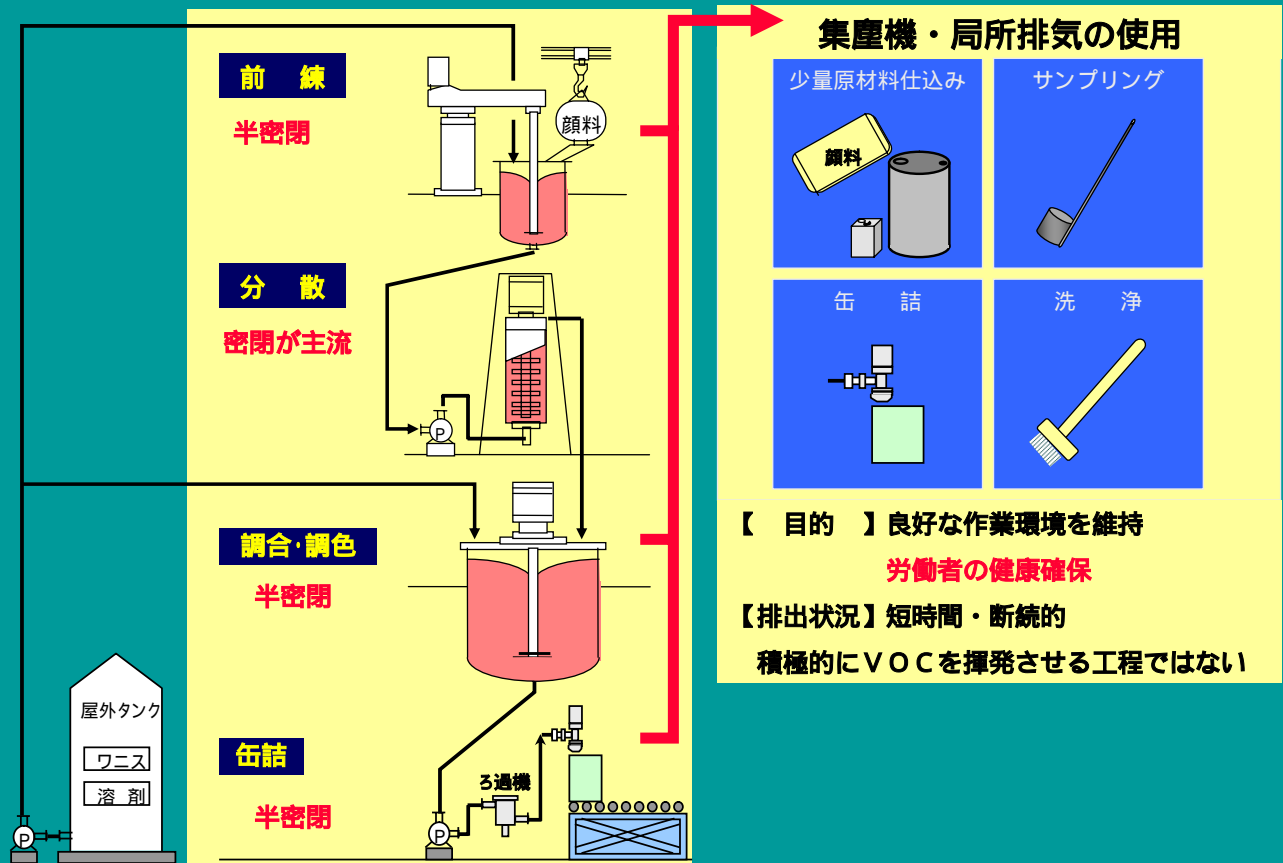 前　練
半密閉
顔料
分　散
密閉が主流
P
調合・調色
半密閉
屋外タンク
ワニス
溶 剤
P
缶詰
半密閉
ろ過機
P
集塵機・局所排気の使用
少量原材料仕込み
顔料
サンプリング
缶　詰
洗　浄
【　目的　】良好な作業環境を維持
労働者の健康確保
【排出状況】短時間・断続的
積極的にＶＯＣを揮発させる工程ではない